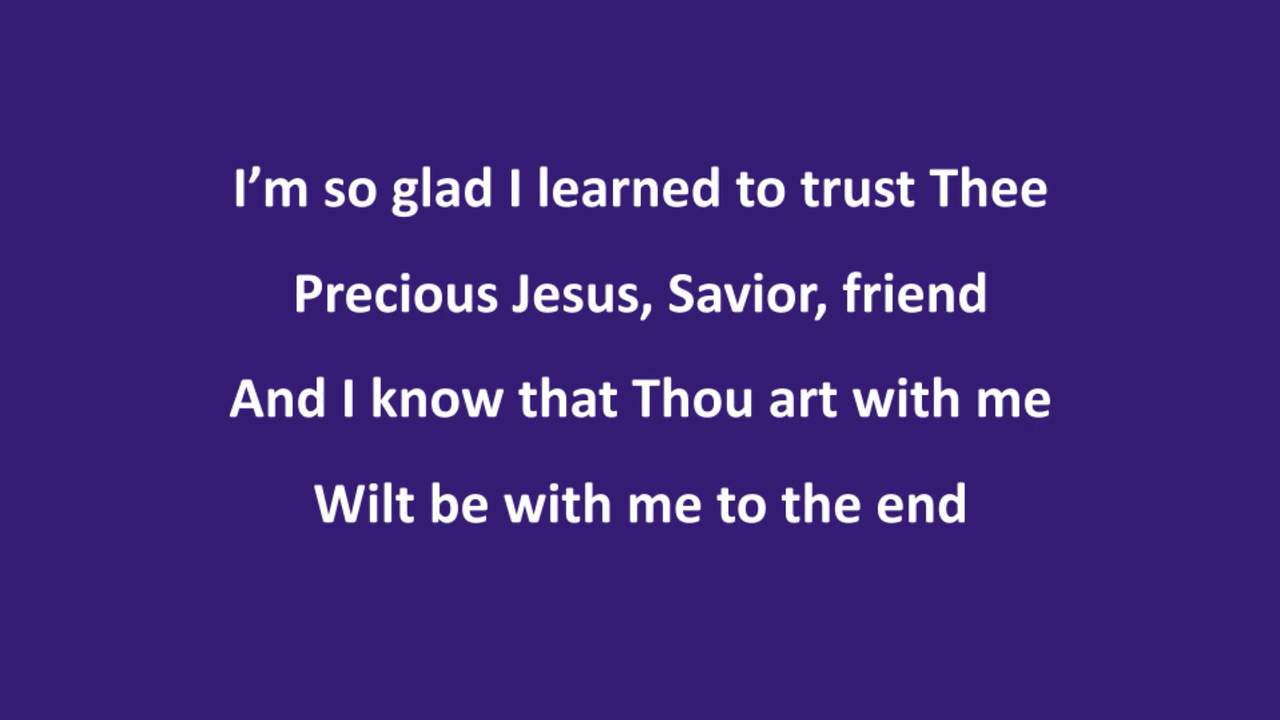 I’m so glad I learned to trust Thee
Precious Jesus, Savior, friend
And I know that Thou art with me
Wilt be with me to the end